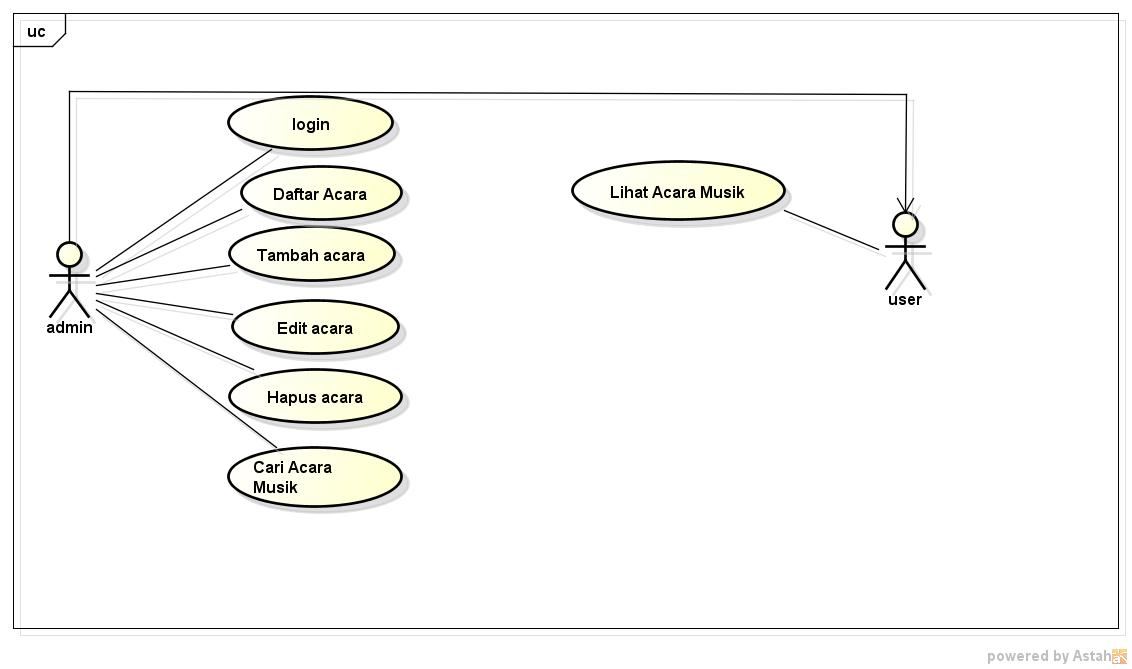 uc
login
Daftar Acara
Tambah acara
Edit acara
Hapus acara
Cari Acara
Musik
admin
Lihat Acara Musik
user
powered by Astah